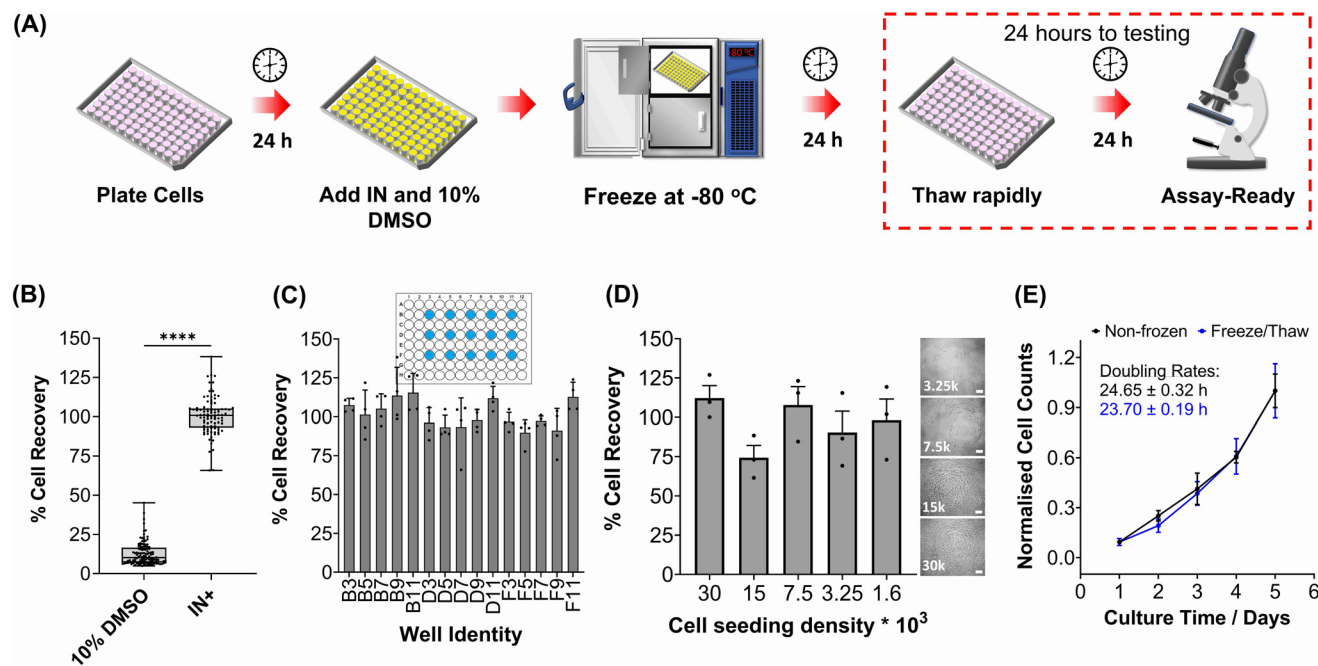 (A)
24 hours to testing
-80 °C
24 h
24 h
24 h
Plate Cells
Add IN and 10%
DMSO
Freeze at -80 °C
Thaw rapidly
Assay-Ready
(B)
****
% Cell Recovery
150
125
100
75
50
25
0
10% DMSO
IN+
(C)
1 2 3 4 5 6 7 8 9 10 11 12
A
B
C
D
E
F
G
H
% Cell Recovery
150
125
100
75
50
25
0
B3 B5 B7 B9 B11 D3 D5 D7 D9 D11 F3 F5 F7 F9 F11
Well Identity
(D)
% Cell Recovery
150
125
100
75
50
25
0
30 15 7.5 3.25 1.6
Cell seeding density * 10³
3.25k
7.5k
15k
30k
(E)
Non-frozen Freeze/Thaw
Doubling Rates:
24.65 ± 0.32 h
23.70 ± 0.19 h
Normalised Cell Counts
1.2
0.9
0.6
0.3
0.0
0 1 2 3 4 5 6
Culture Time / Days